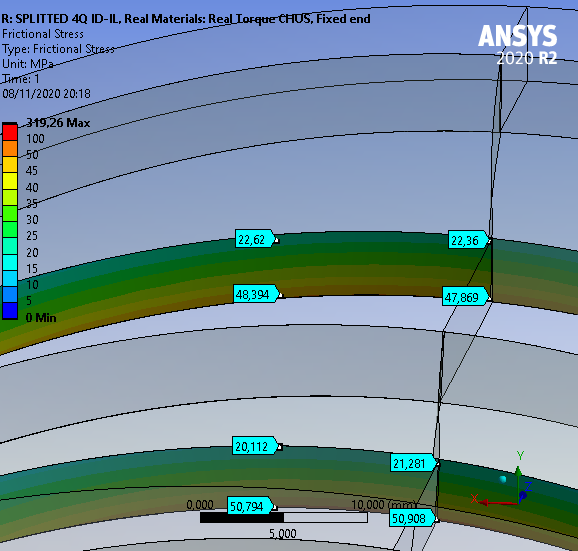 R: SPLITTED 4Q ID-IL, Real Materials: Real Torque CHUS, Fixed end
Frictional Stress
Type: Frictional Stress
Unit: MPa
Time: 1
08/11/2020 20:18
ANSYS
2020 R2
319,26 Max
100
50
45
40
35
30
25
20
15
10
5
0 Min
22,62
22,36
48,394
47,869
20,112
21,281
50,794
50,908
0,000
10,000 (mm)
5,000
Y
Z
X